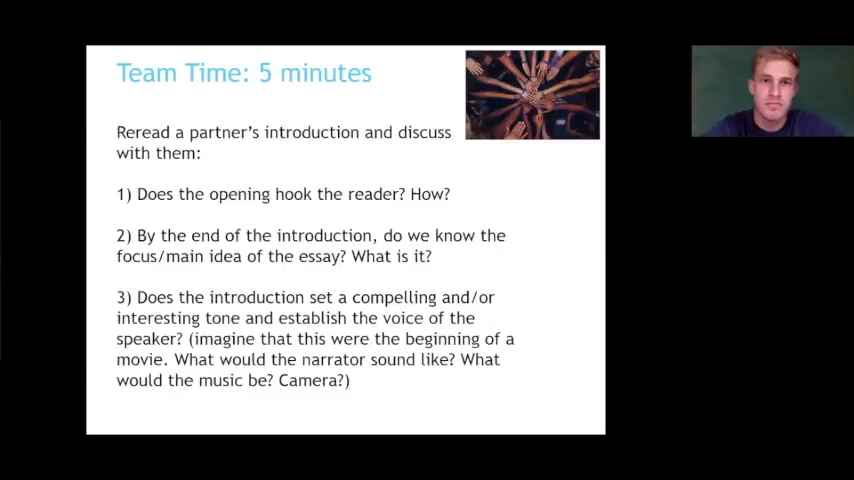 Team Time: 5 minutes
Reread a partner's introduction and discuss
with them:
1) Does the opening hook the reader? How?
2) By the end of the introduction, do we know the
focus/main idea of the essay? What is it?
3) Does the introduction set a compelling and/or
interesting tone and establish the voice of the
speaker? (imagine that this were the beginning of a
movie. What would the narrator sound like? What
would the music be? Camera?)